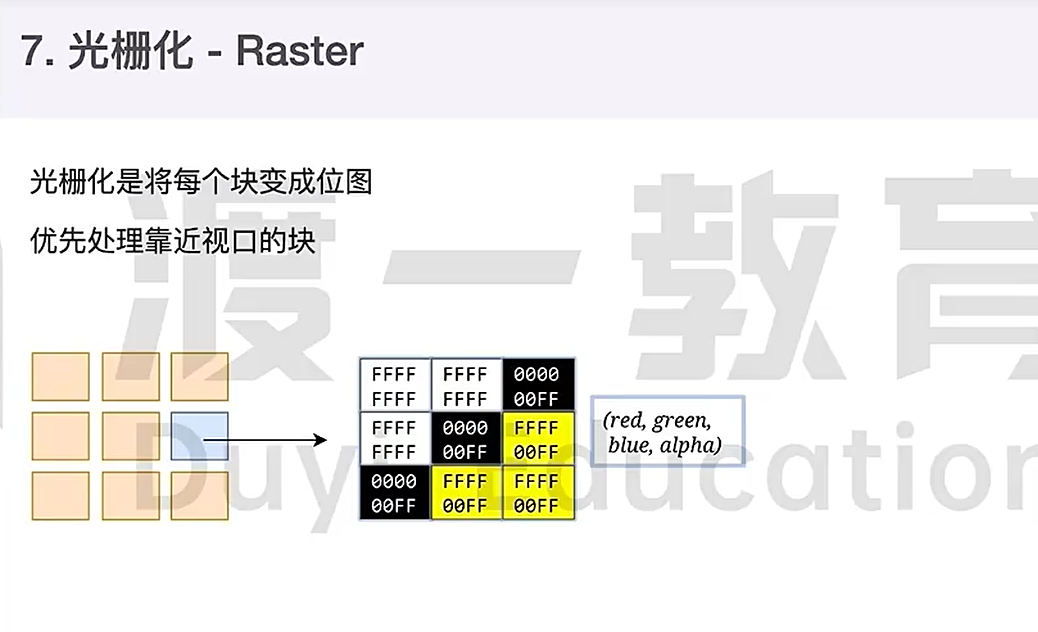 7. 光栅化 - Raster
光栅化是将每个块变成位图
优先处理靠近视口的块
渡一教育
Duyi Education
FFFF FFFF 0000
FFFF FFFF 00FF
FFFF 0000 FFFF
FFFF 00FF 00FF
0000 FFFF FFFF
00FF 00FF 00FF
(red, green,
blue, alpha)